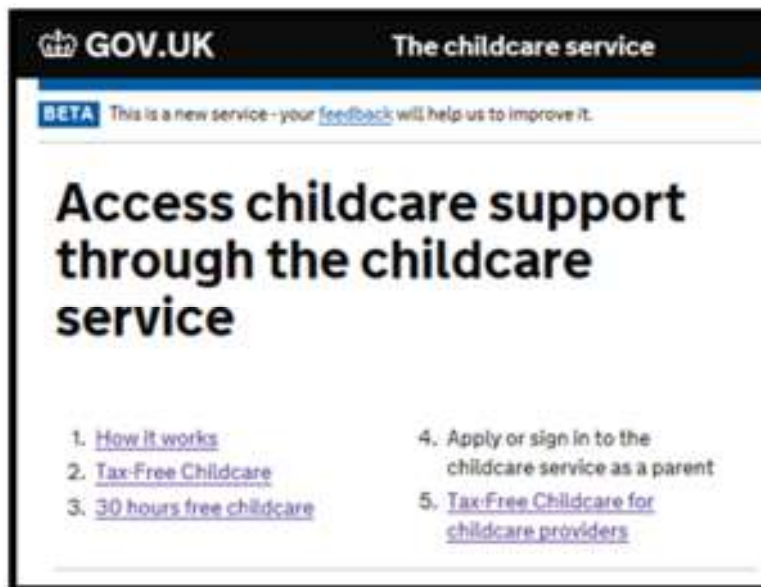 GOV.UK The childcare service
BETA This is a new service - your feedback will help us to improve it.
Access childcare support
through the childcare
service
1. How it works
2. Tax-Free Childcare
3. 30 hours free childcare
4. Apply or sign in to the
childcare service as a parent
5. Tax-Free Childcare for
childcare providers